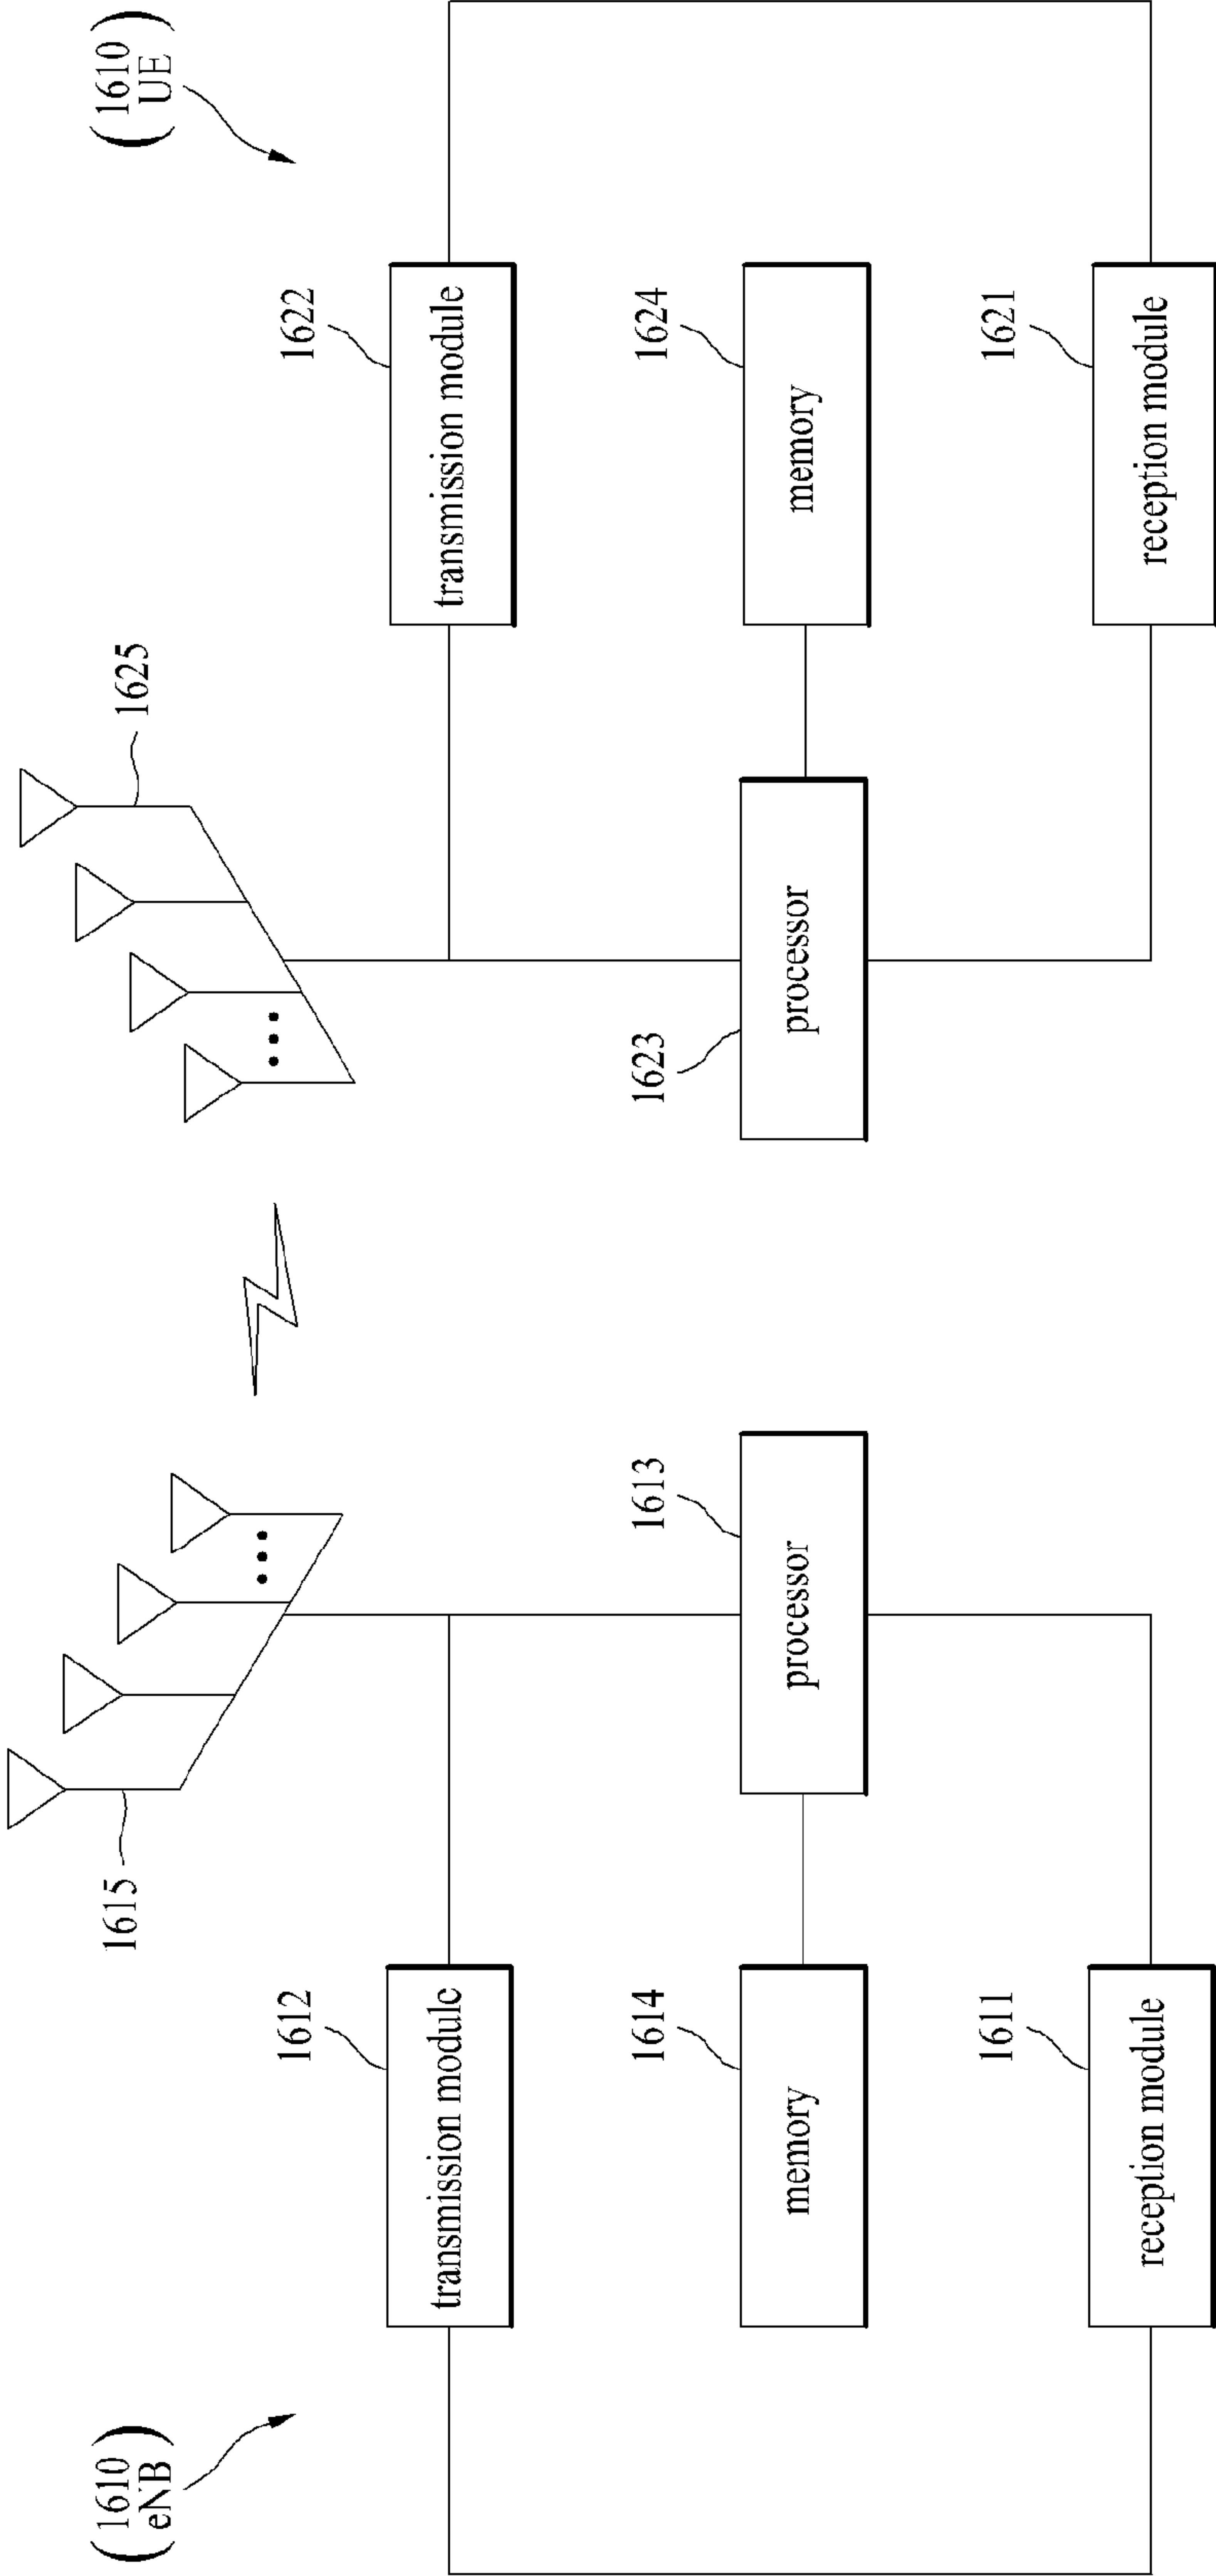 ( 1610 )
eNB
1615
1612
transmission module
1614
memory
1611
reception module
1613
processor
( 1610 )
UE
1625
1622
transmission module
1623
processor
1624
memory
1621
reception module